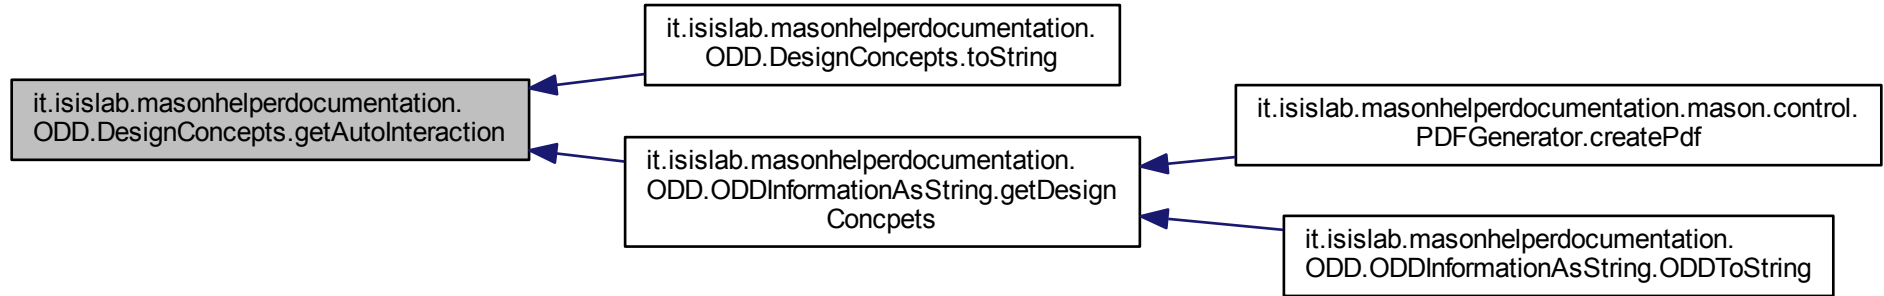 it.isislab.masonhelperdocumentation.
ODD.DesignConcepts.getAutoInteraction
it.isislab.masonhelperdocumentation.
ODD.DesignConcepts.toString
it.isislab.masonhelperdocumentation.
ODD.ODDInformationAsString.getDesign
Concpets
it.isislab.masonhelperdocumentation.mason.control.
PDFGenerator.createPdf
it.isislab.masonhelperdocumentation.
ODD.ODDInformationAsString.ODDToString